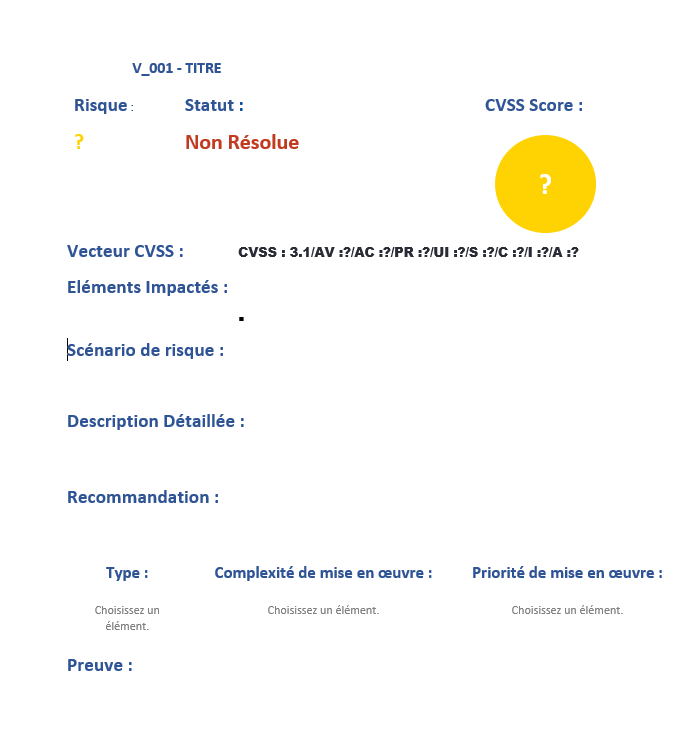 V_001 - TITRE
Risque : Statut : CVSS Score :
? Non Résolue
?
Vecteur CVSS : CVSS : 3.1/AV :?/AC :?/PR :?/UI :?/S :?/C :?/I :?/A :?
Eléments Impactés :
▪
Scénario de risque :
Description Détaillée :
Recommandation :
Type : Complexité de mise en œuvre : Priorité de mise en œuvre :
Choisissez un élément. Choisissez un élément. Choisissez un élément.
Preuve :